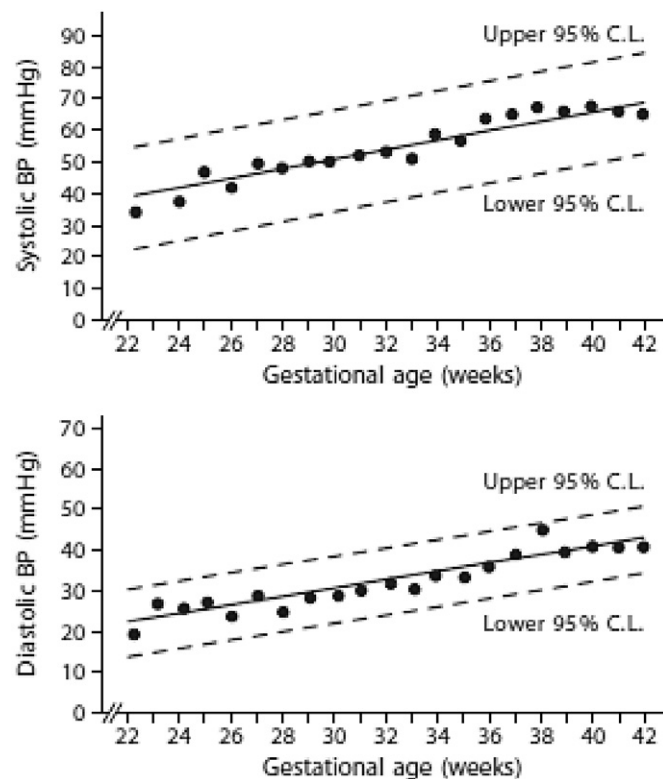 Systolic BP (mmHg)
90
80
70
60
50
40
30
20
10
0
Upper 95% C.L.
Lower 95% C.L.
22 24 26 28 30 32 34 36 38 40 42
Gestational age (weeks)
Diastolic BP (mmHg)
70
60
50
40
30
20
10
0
Upper 95% C.L.
Lower 95% C.L.
22 24 26 28 30 32 34 36 38 40 42
Gestational age (weeks)